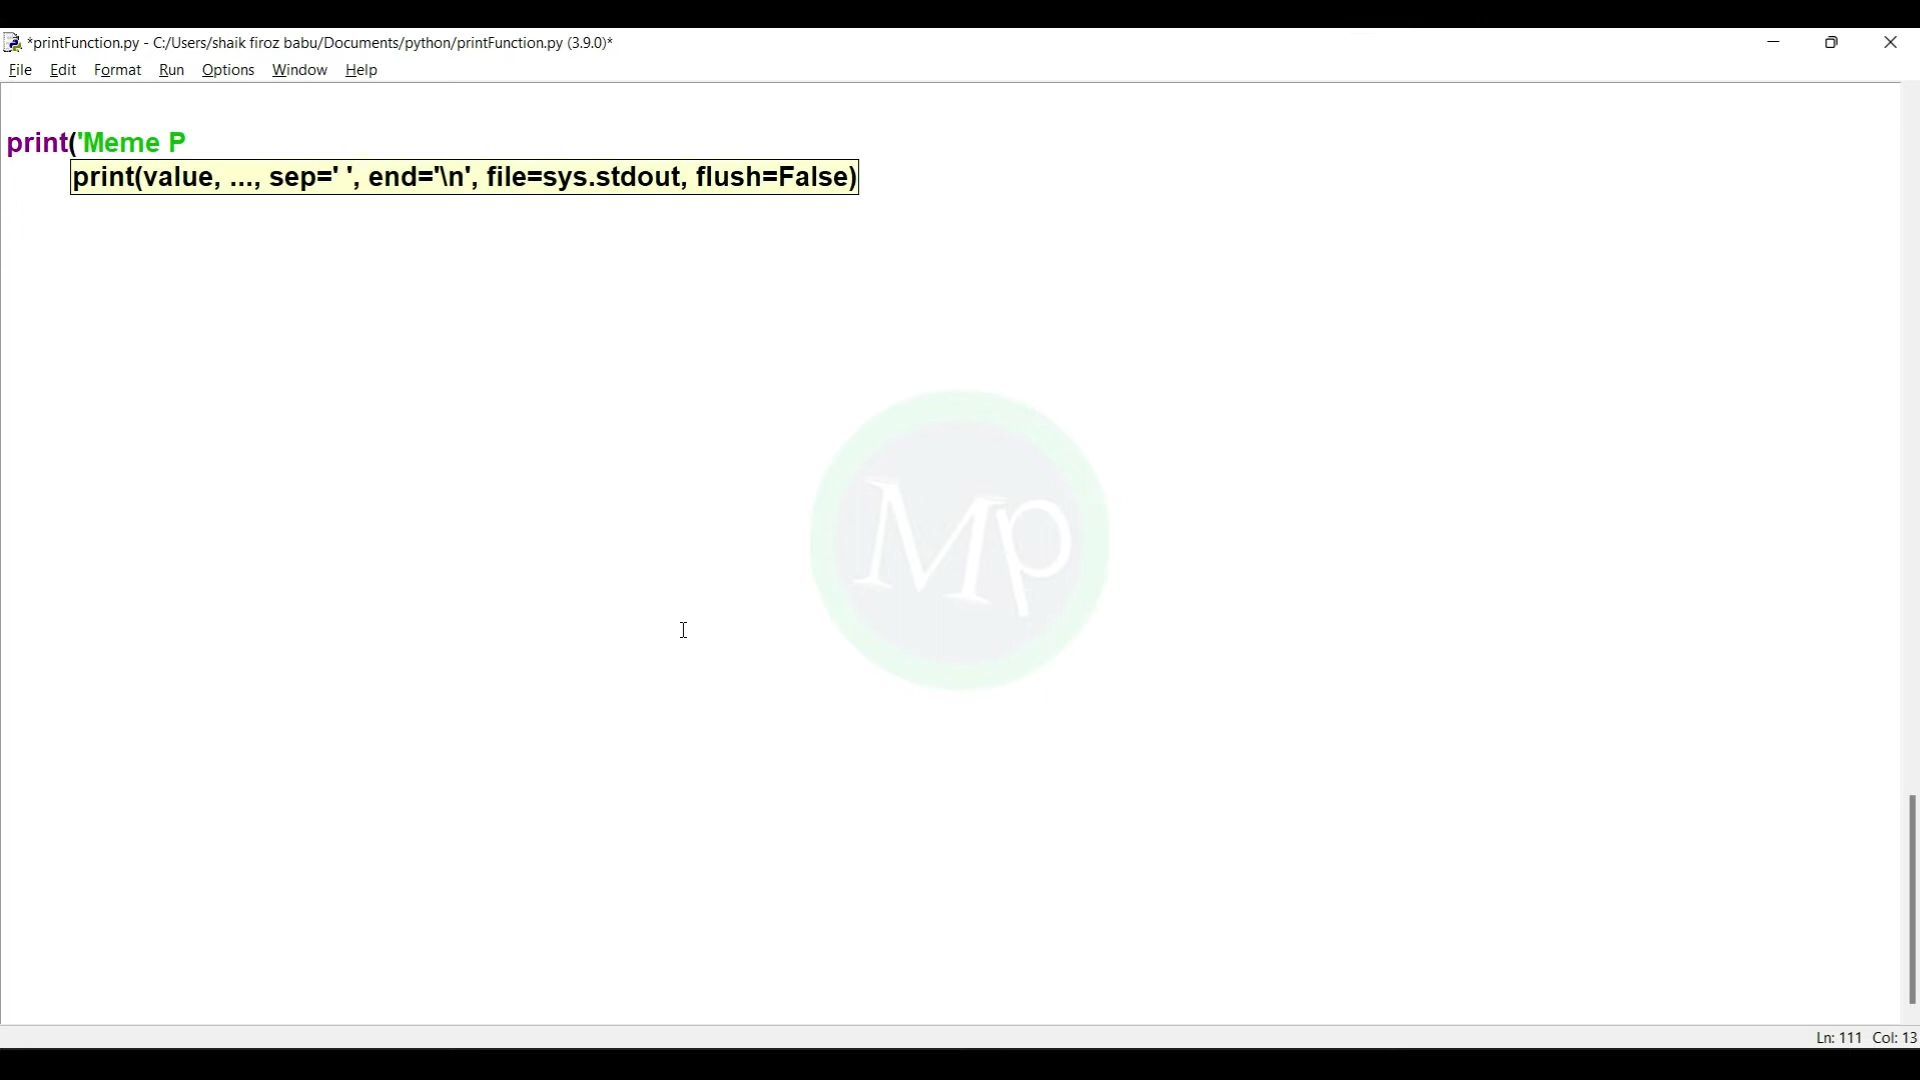 *printFunction.py - C:/Users/shaik firoz babu/Documents/python/printFunction.py (3.9.0)*
File Edit Format Run Options Window Help
print('Meme P
print(value, ..., sep=' ', end='\n', file=sys.stdout, flush=False)
Mp
Ln: 111 Col: 13